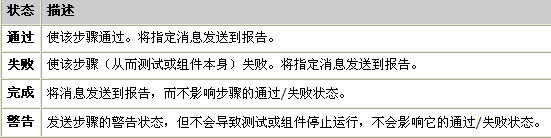 状态 描述
通过 使该步骤通过。将指定消息发送到报告。
失败 使该步骤（从而测试或组件本身）失败。将指定消息发送到报告。
完成 将消息发送到报告，而不影响步骤的通过/失败状态。
警告 发送步骤的警告状态，但不会导致测试或组件停止运行，不会影响它的通过/失败状态。